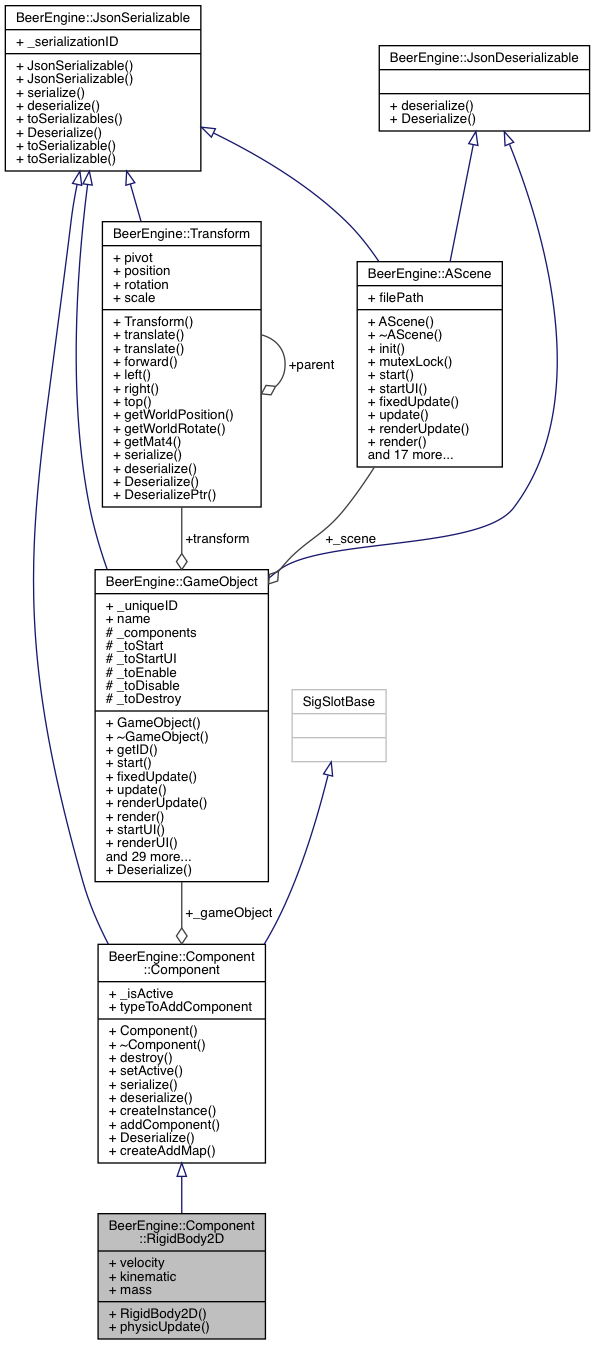 BeerEngine::JsonSerializable
+ _serializationID
+ JsonSerializable()
+ JsonSerializable()
+ serialize()
+ deserialize()
+ toSerializables()
+ Deserialize()
+ toSerializable()
+ toSerializable()
BeerEngine::JsonDeserializable
+ deserialize()
+ Deserialize()
BeerEngine::Transform
+ pivot
+ position
+ rotation
+ scale
+ Transform()
+ translate()
+ translate()
+ forward()
+ left()
+ right()
+ top()
+ getWorldPosition()
+ getWorldRotate()
+ getMat4()
+ serialize()
+ deserialize()
+ Deserialize()
+ DeserializePtr()
+parent
BeerEngine::AScene
+ filePath
+ AScene()
+ ~AScene()
+ init()
+ mutexLock()
+ start()
+ startUI()
+ fixedUpdate()
+ update()
+ renderUpdate()
+ render()
and 17 more...
+transform
+_scene
BeerEngine::GameObject
+ _uniqueID
+ name
# _components
# _toStart
# _toStartUI
# _toEnable
# _toDisable
# _toDestroy
+ GameObject()
+ ~GameObject()
+ getID()
+ start()
+ fixedUpdate()
+ update()
+ renderUpdate()
+ render()
+ startUI()
+ renderUI()
and 29 more...
+ Deserialize()
SigSlotBase
+_gameObject
BeerEngine::Component
::Component
+ _isActive
+ typeToAddComponent
+ Component()
+ ~Component()
+ destroy()
+ setActive()
+ serialize()
+ deserialize()
+ createInstance()
+ addComponent()
+ Deserialize()
+ createAddMap()
BeerEngine::Component
::RigidBody2D
+ velocity
+ kinematic
+ mass
+ RigidBody2D()
+ physicUpdate()